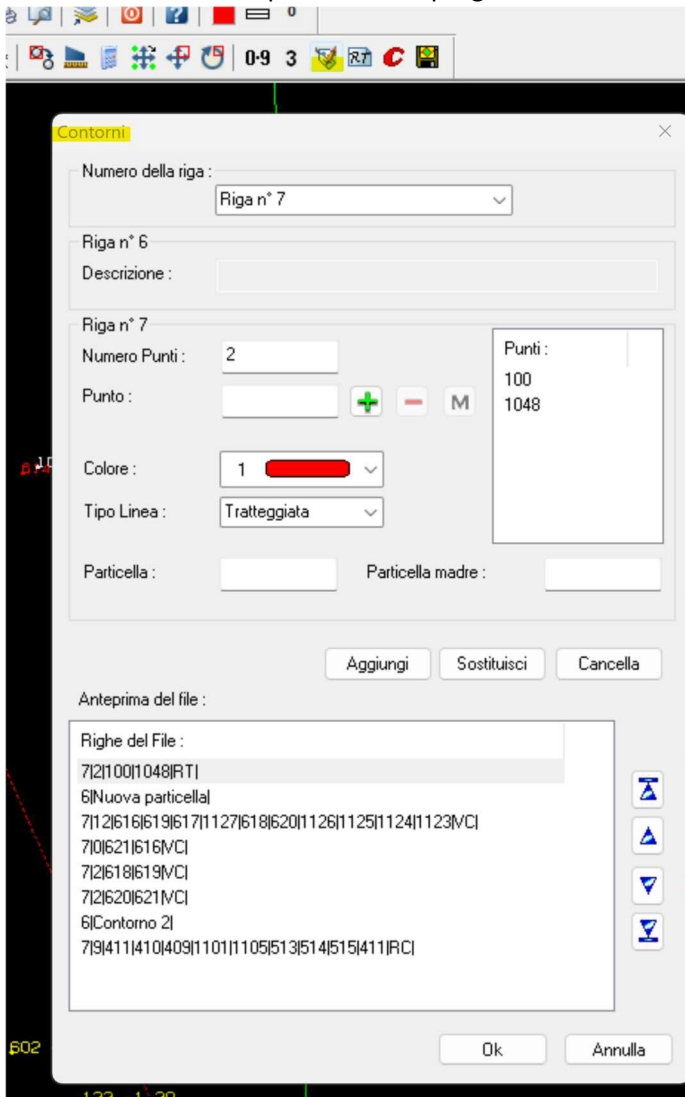 0
0-9 3 RT C
Contorni
Numero della riga :
Riga n° 7
Riga n° 6
Descrizione :
Riga n° 7
Numero Punti : 2
Punti :
100
1048
Punto :
M
Colore : 1
Tipo Linea : Tratteggiata
Particella :
Particella madre :
Aggiungi Sostituisci Cancella
Anteprima del file :
Righe del File :
7|2|100|1048|RT|
6|Nuova particella|
7|12|616|619|617|1127|618|620|1126|1125|1124|1123|VC|
7|0|621|616|VC|
7|2|618|619|VC|
7|2|620|621|VC|
6|Contorno 2|
7|9|411|410|409|1101|1105|513|514|515|411|RC|
602
Ok Annulla